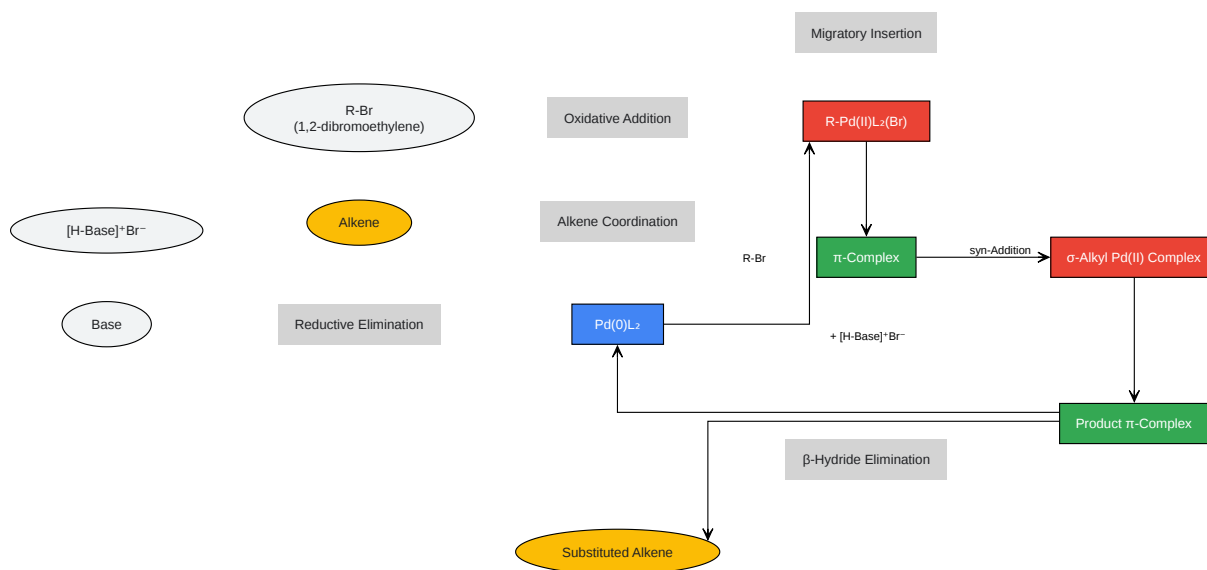 Migratory Insertion
R-Br
(1,2-dibromoethylene)
Oxidative Addition
R-Pd(II)L₂(Br)
[H-Base]⁺Br⁻
Alkene
Alkene Coordination
R-Br
π-Complex
syn-Addition
σ-Alkyl Pd(II) Complex
Base
Reductive Elimination
Pd(0)L₂
+ [H-Base]⁺Br⁻
Product π-Complex
β-Hydride Elimination
Substituted Alkene